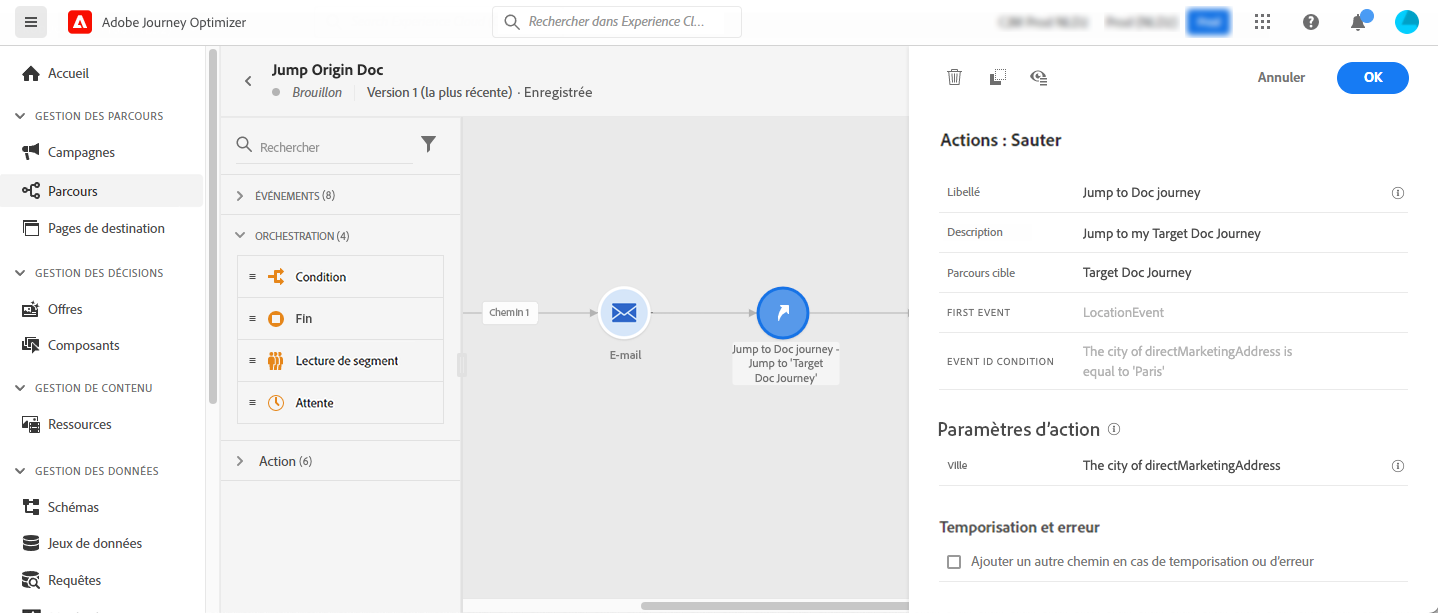 Adobe Journey Optimizer
Rechercher dans Experience Cl...
Accueil
GESTION DES PARCOURS
Campagnes
Parcours
Pages de destination
GESTION DES DÉCISIONS
Offres
Composants
GESTION DE CONTENU
Ressources
GESTION DES DONNÉES
Schémas
Jeux de données
Requêtes
Jump Origin Doc
Brouillon
Version 1 (la plus récente) · Enregistrée
Rechercher
ÉVÉNEMENTS (8)
ORCHESTRATION (4)
Condition
Fin
Lecture de segment
Attente
Action (6)
Chemin 1
E-mail
Jump to Doc journey -
Jump to 'Target
Doc Journey'
Annuler
OK
Actions : Sauter
Libellé
Jump to Doc journey
Description
Jump to my Target Doc Journey
Parcours cible
Target Doc Journey
FIRST EVENT
LocationEvent
EVENT ID CONDITION
The city of directMarketingAddress is
equal to 'Paris'
Paramètres d’action
Ville
The city of directMarketingAddress
Temporisation et erreur
Ajouter un autre chemin en cas de temporisation ou d’erreur